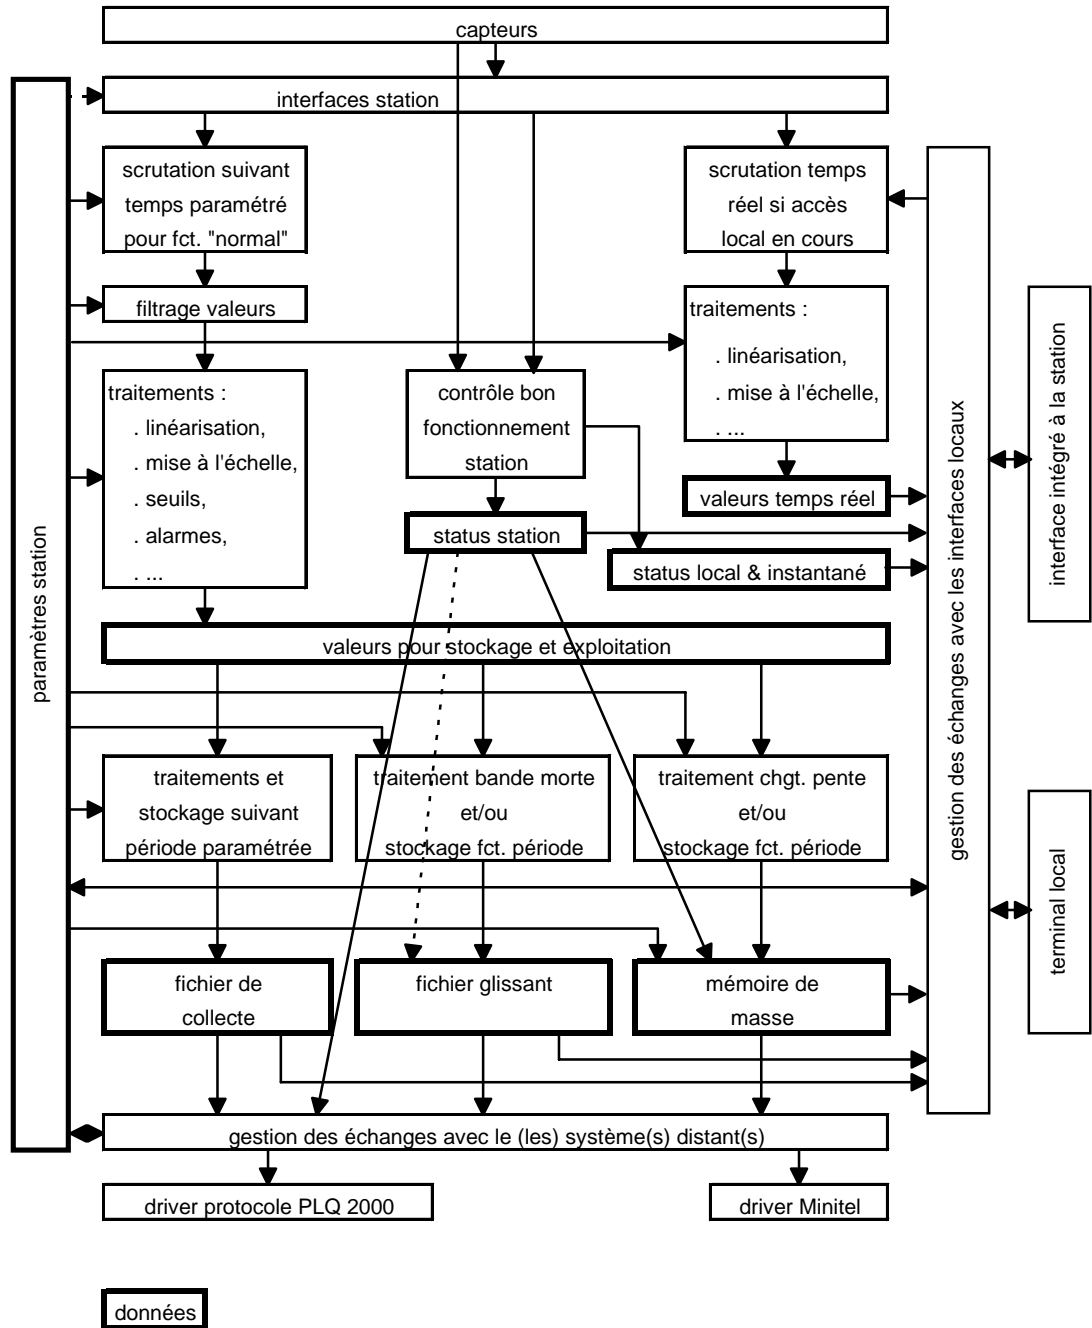 capteurs
interfaces station
scrutation suivant
temps paramétré
pour fct. "normal"
scrutation temps
réel si accès
local en cours
filtrage valeurs
traitements :
. linéarisation,
. mise à l'échelle,
. ...
traitements :
. linéarisation,
. mise à l'échelle,
. seuils,
. alarmes,
. ...
contrôle bon
fonctionnement
station
valeurs temps réel
status station
status local & instantané
valeurs pour stockage et exploitation
traitements et
stockage suivant
période paramétrée
traitement bande morte
et/ou
stockage fct. période
traitement chgt. pente
et/ou
stockage fct. période
fichier de
collecte
fichier glissant
mémoire de
masse
gestion des échanges avec le (les) système(s) distant(s)
driver protocole PLQ 2000
driver Minitel
données
paramètres station
gestion des échanges avec les interfaces locaux
interface intégré à la station
terminal local